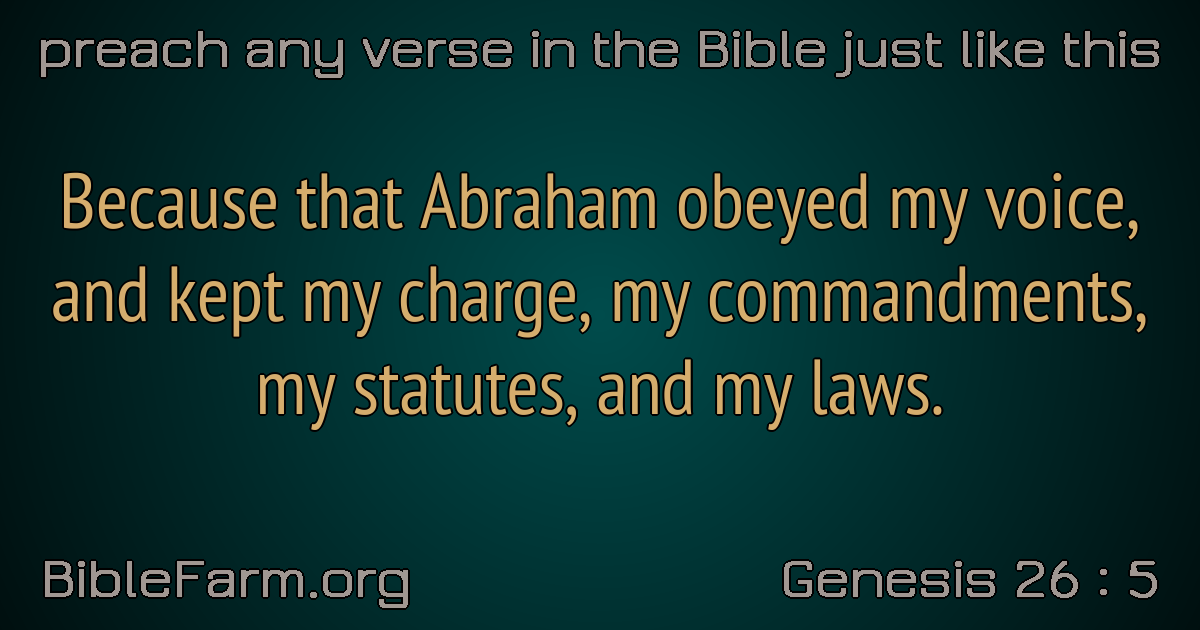 preach any verse in the Bible just like this
Because that Abraham obeyed my voice,
and kept my charge, my commandments,
my statutes, and my laws.
BibleFarm.org
Genesis 26 : 5